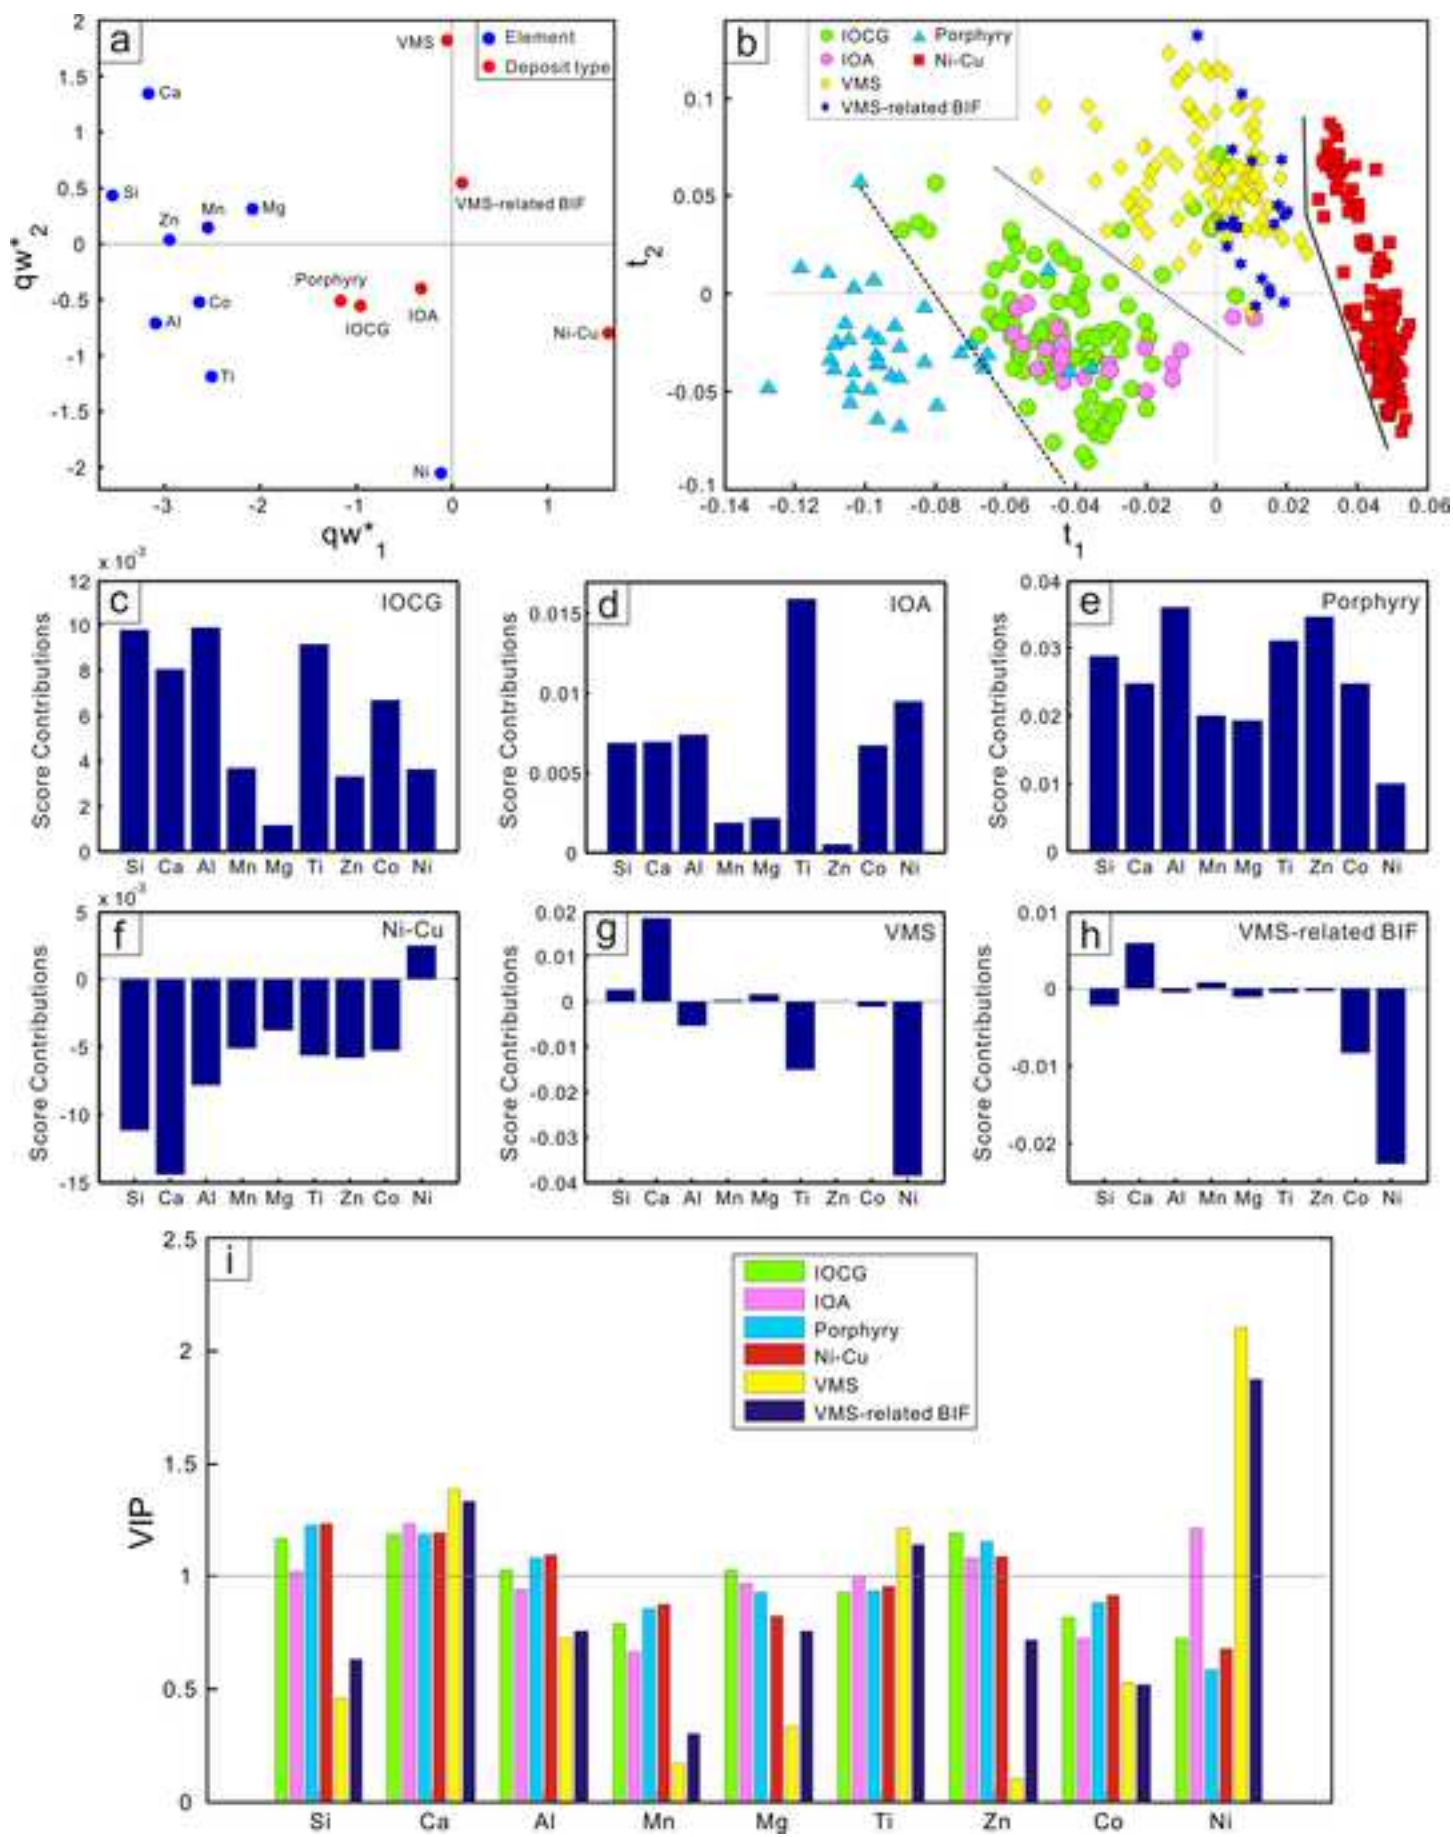 a
Element
Deposit type
VMS
Ca
Si
Zn
Mn
Mg
VMS-related BIF
Porphyry
IOCG
IOA
Ni-Cu
Al
Co
Ti
Ni
2
1.5
1
0.5
0
-0.5
-1
-1.5
-2
qw*2
-3
-2
-1
0
1
qw*1
b
IOCG
Porphyry
IOA
Ni-Cu
VMS
VMS-related BIF
0.1
0.05
0
-0.05
-0.1
t2
-0.14
-0.12
-0.1
-0.08
-0.06
-0.04
-0.02
0
0.02
0.04
0.06
t1
x 10-3
c
IOCG
12
10
8
6
4
2
0
Score Contributions
Si Ca Al Mn Mg Ti Zn Co Ni
d
IOA
0.015
0.01
0.005
0
Score Contributions
Si Ca Al Mn Mg Ti Zn Co Ni
e
Porphyry
0.04
0.03
0.02
0.01
0
Score Contributions
Si Ca Al Mn Mg Ti Zn Co Ni
x 10-3
f
Ni-Cu
5
0
-5
-10
-15
Score Contributions
Si Ca Al Mn Mg Ti Zn Co Ni
g
VMS
0.02
0.01
0
-0.01
-0.02
-0.03
-0.04
Score Contributions
Si Ca Al Mn Mg Ti Zn Co Ni
h
VMS-related BIF
0.01
0
-0.01
-0.02
Score Contributions
Si Ca Al Mn Mg Ti Zn Co Ni
i
IOCG
IOA
Porphyry
Ni-Cu
VMS
VMS-related BIF
2.5
2
1.5
1
0.5
0
VIP
Si Ca Al Mn Mg Ti Zn Co Ni